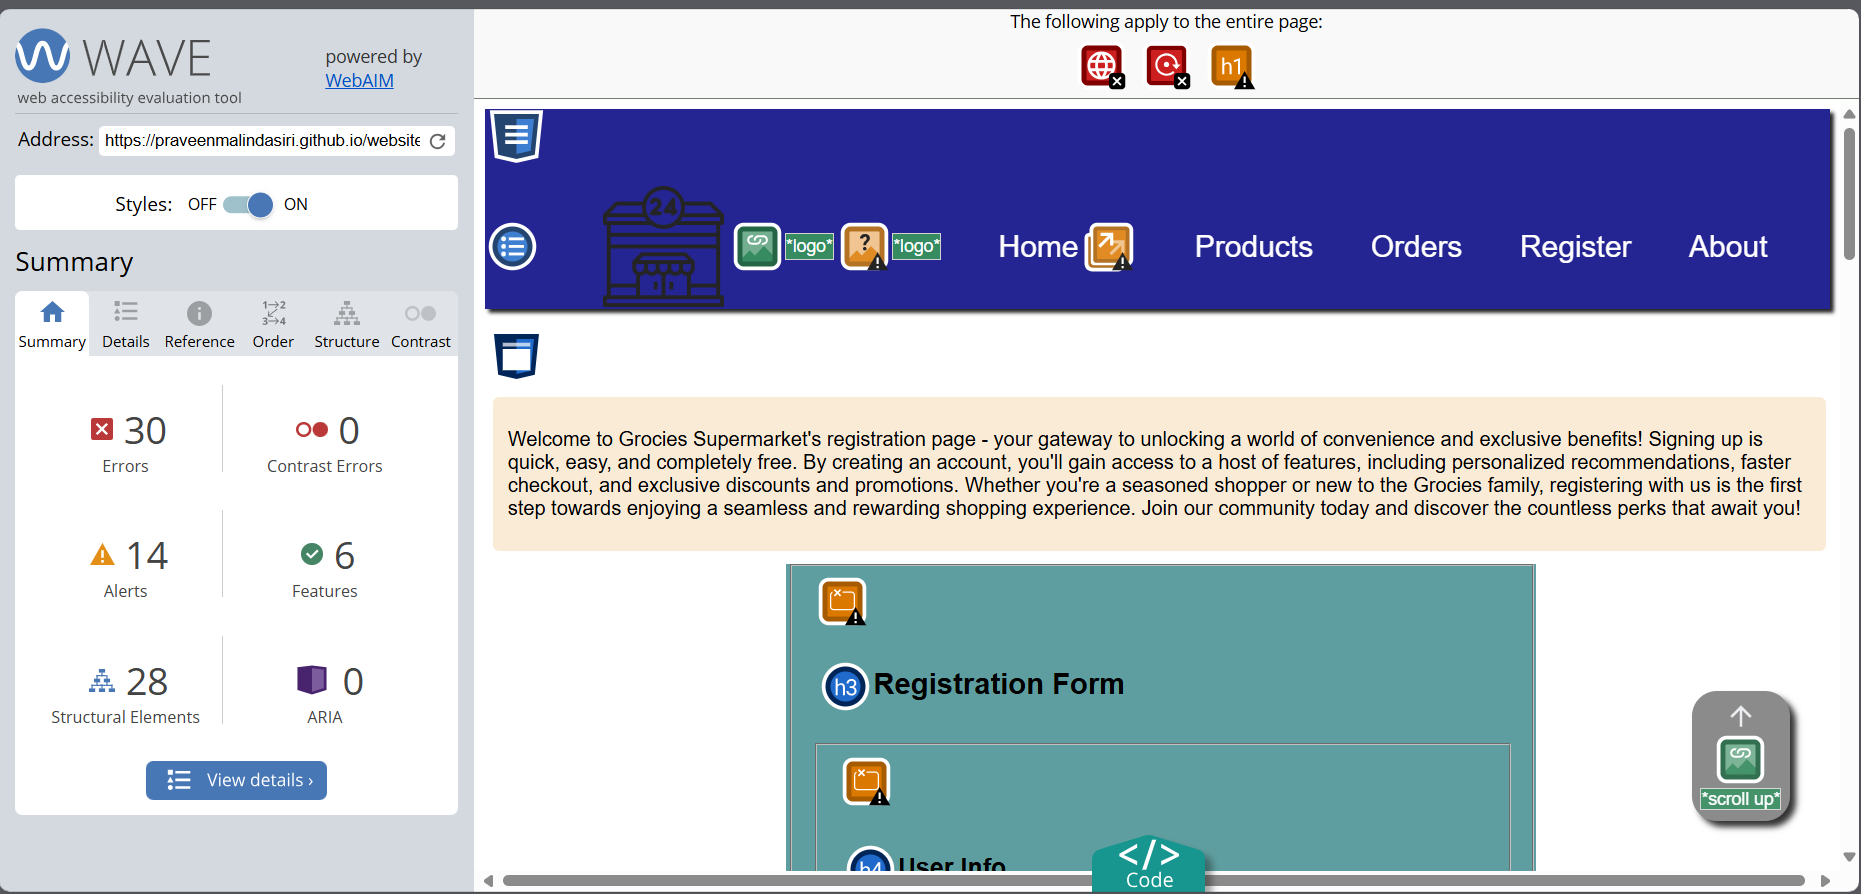 WAVE
web accessibility evaluation tool
powered by
WebAIM
Address: https://praveenmalindasiri.github.io/website
Styles: OFF ON
Summary
Summary Details Reference Order Structure Contrast
30
Errors
0
Contrast Errors
14
Alerts
6
Features
28
Structural Elements
0
ARIA
View details ›
The following apply to the entire page:
h1
24 *logo* *logo* Home Products Orders Register About
Welcome to Grocies Supermarket's registration page - your gateway to unlocking a world of convenience and exclusive benefits! Signing up is
quick, easy, and completely free. By creating an account, you'll gain access to a host of features, including personalized recommendations, faster
checkout, and exclusive discounts and promotions. Whether you're a seasoned shopper or new to the Grocies family, registering with us is the first
step towards enjoying a seamless and rewarding shopping experience. Join our community today and discover the countless perks that await you!
h3 Registration Form
h4 User Info
*scroll up*
</> Code